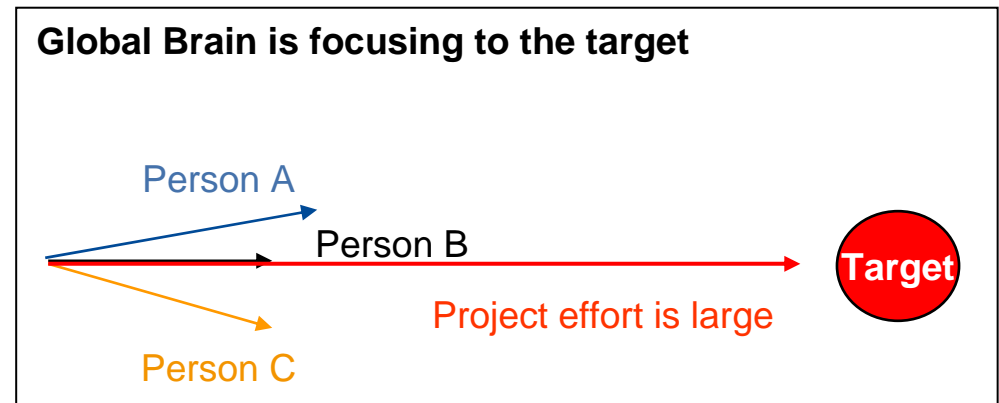 Global Brain is focusing to the target
Person A
Person B
Target
Project effort is large
Person C